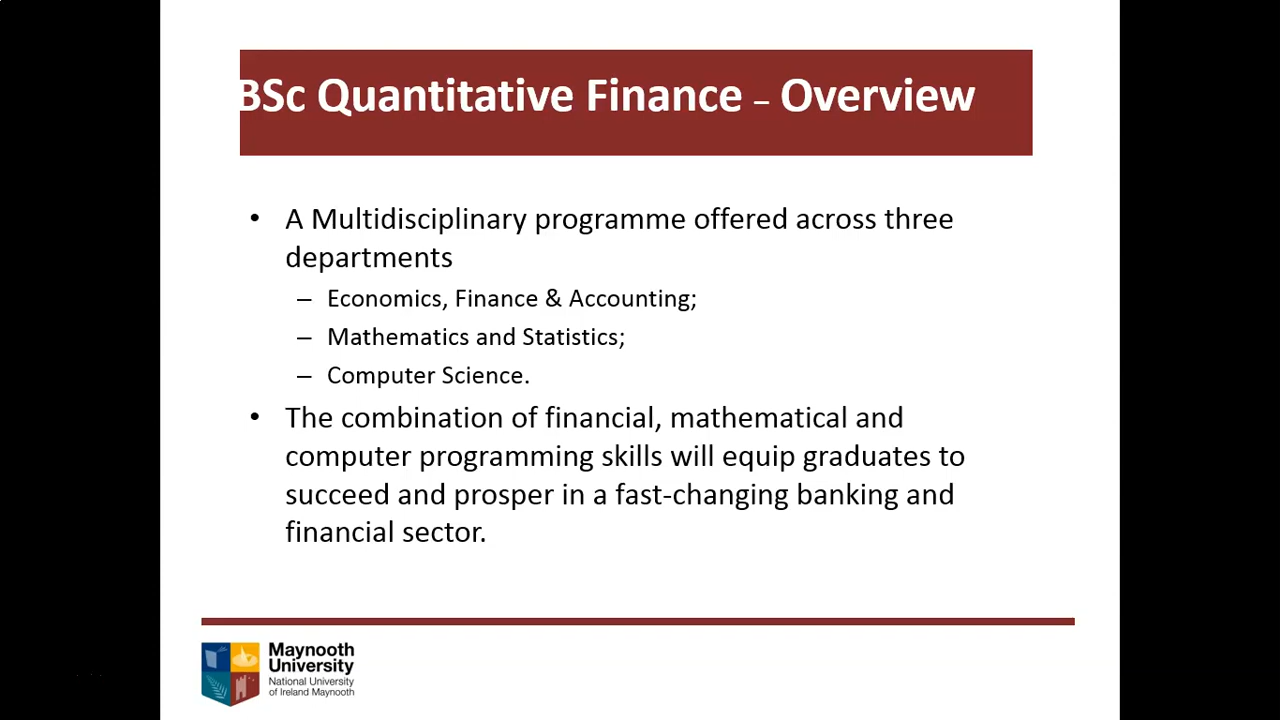 BSc Quantitative Finance – Overview
• A Multidisciplinary programme offered across three
departments
– Economics, Finance & Accounting;
– Mathematics and Statistics;
– Computer Science.
• The combination of financial, mathematical and
computer programming skills will equip graduates to
succeed and prosper in a fast-changing banking and
financial sector.
Maynooth
University
National University
of Ireland Maynooth